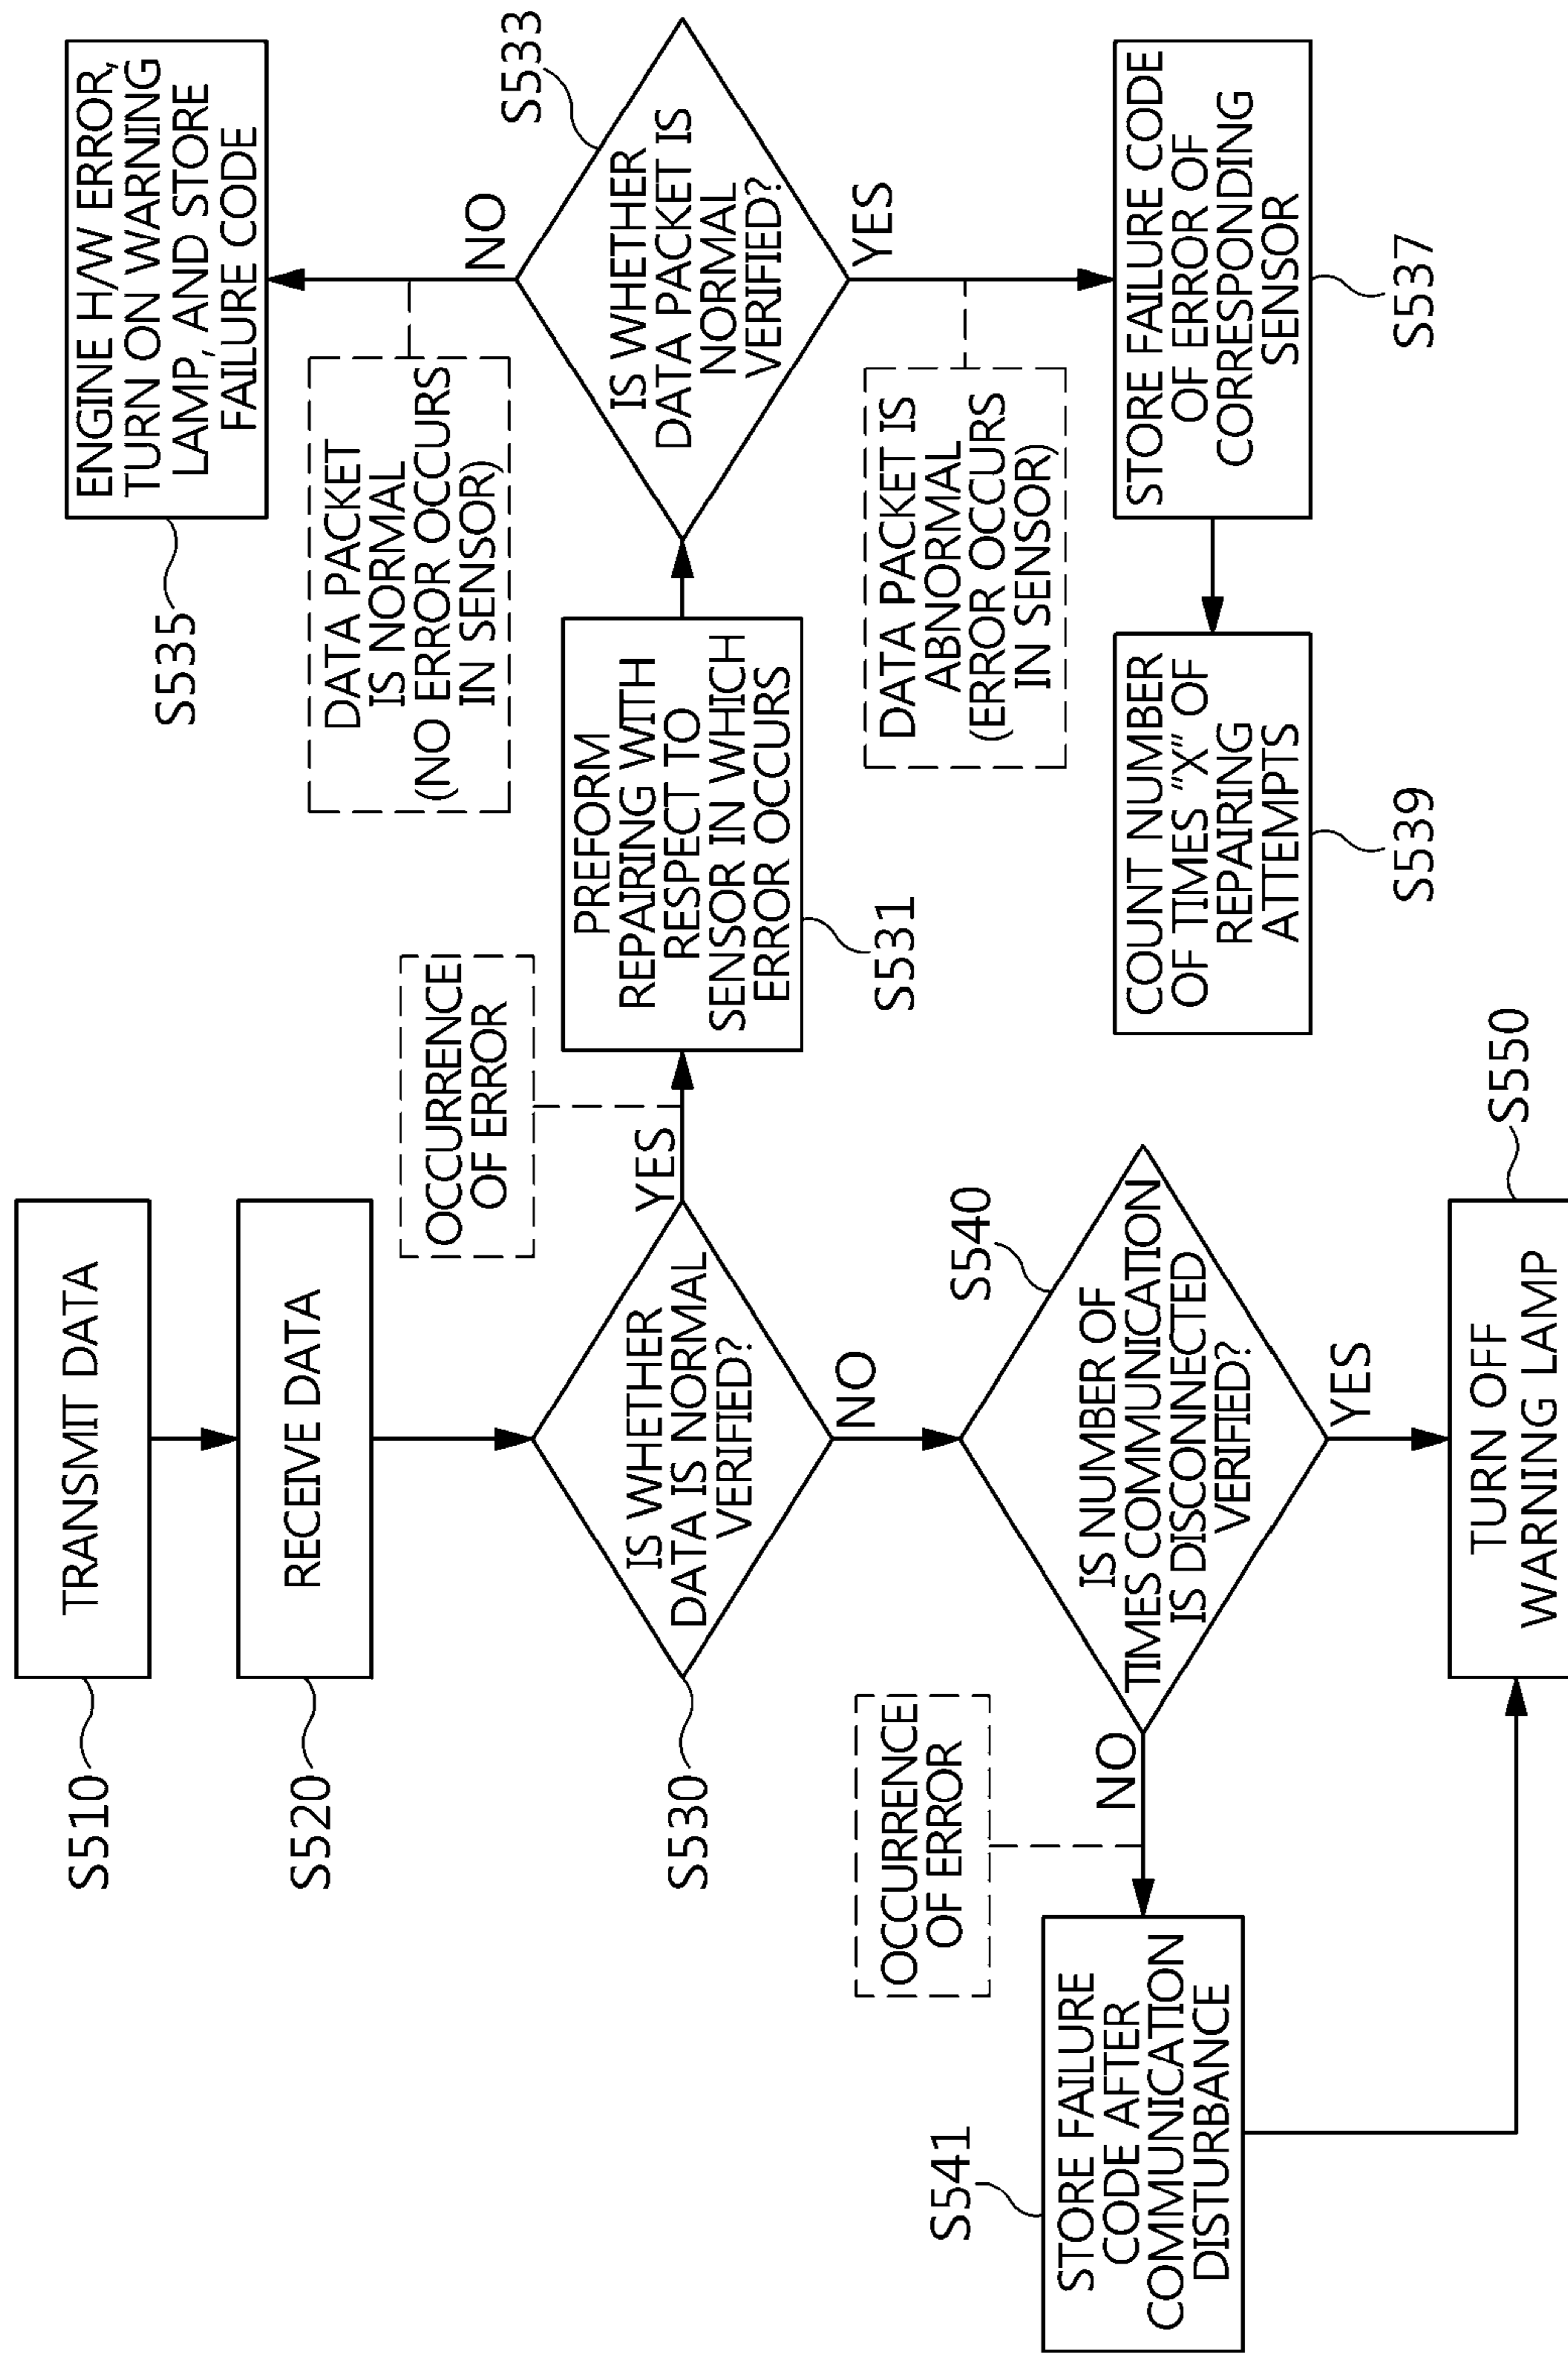 S510
TRANSMIT DATA
S520
RECEIVE DATA
S530
IS WHETHER
DATA IS NORMAL
VERIFIED?
YES
OCCURRENCE
OF ERROR
PREFORM
REPAIRING WITH
RESPECT TO
SENSOR IN WHICH
ERROR OCCURS
S531
S533
IS WHETHER
DATA PACKET IS
NORMAL
VERIFIED?
NO
DATA PACKET
IS NORMAL
(NO ERROR OCCURS
IN SENSOR)
S535
ENGINE H/W ERROR,
TURN ON WARNING
LAMP, AND STORE
FAILURE CODE
YES
DATA PACKET IS
ABNORMAL
(ERROR OCCURS
IN SENSOR)
STORE FAILURE CODE
OF ERROR OF
CORRESPONDING
SENSOR
S537
COUNT NUMBER
OF TIMES "X" OF
REPAIRING
ATTEMPTS
S539
NO
S540
IS NUMBER OF
TIMES COMMUNICATION
IS DISCONNECTED
VERIFIED?
NO
OCCURRENCE
OF ERROR
S541
STORE FAILURE
CODE AFTER
COMMUNICATION
DISTURBANCE
YES
S550
TURN OFF
WARNING LAMP